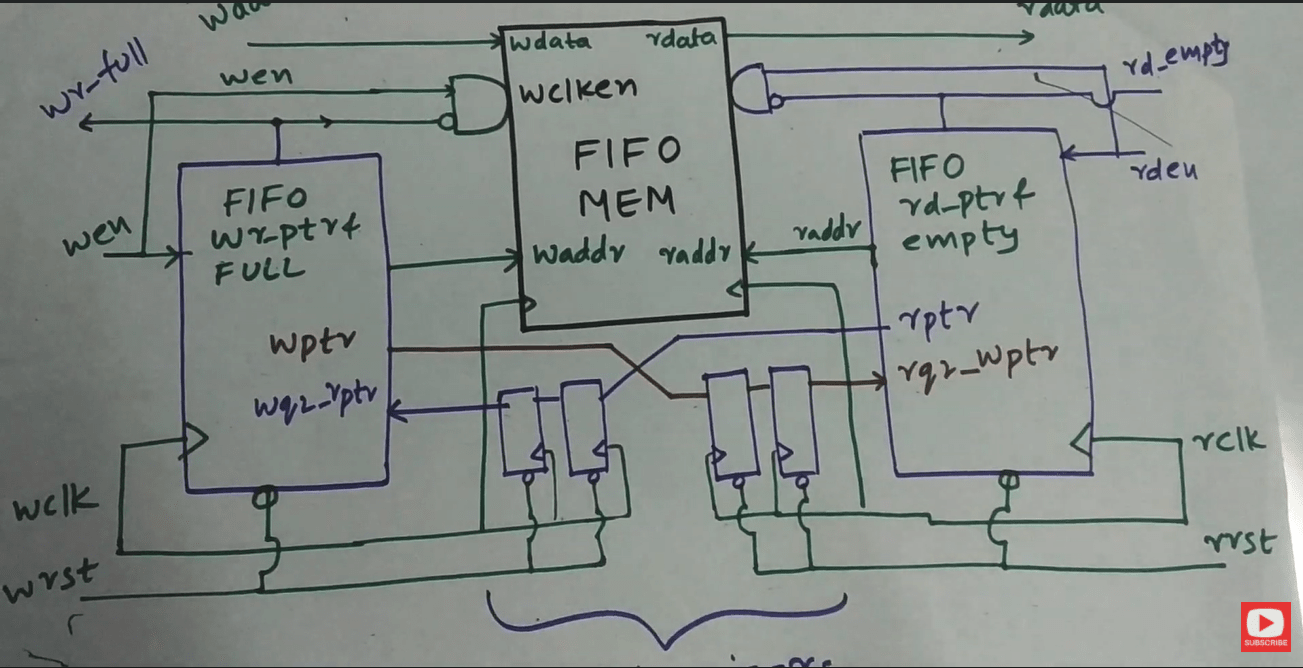 rdata
wr_full
wen
wdata rdata
wclken
FIFO
MEM
waddr raddr
rd_empty
rden
wen
FIFO
wr_ptr &
FULL
wptr
wq2_rptr
raddr
FIFO
rd_ptr &
empty
rptr
rq2_wptr
wclk
wrst
rclk
rrst
SUBSCRIBE